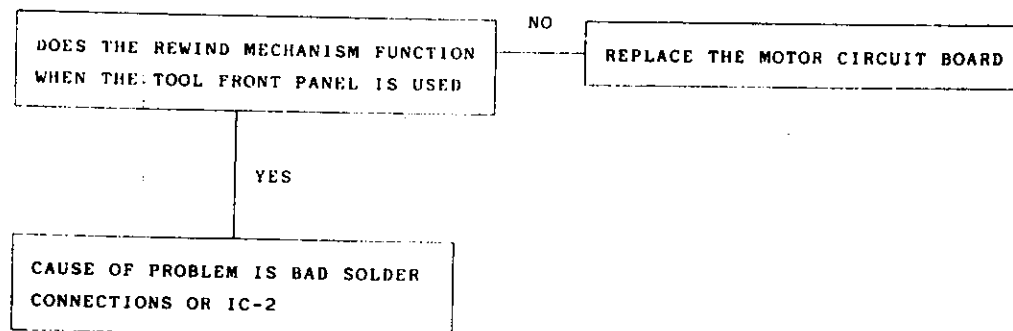 NO
DOES THE REWIND MECHANISM FUNCTION
WHEN THE TOOL FRONT PANEL IS USED
REPLACE THE MOTOR CIRCUIT BOARD
YES
CAUSE OF PROBLEM IS BAD SOLDER
CONNECTIONS OR IC-2